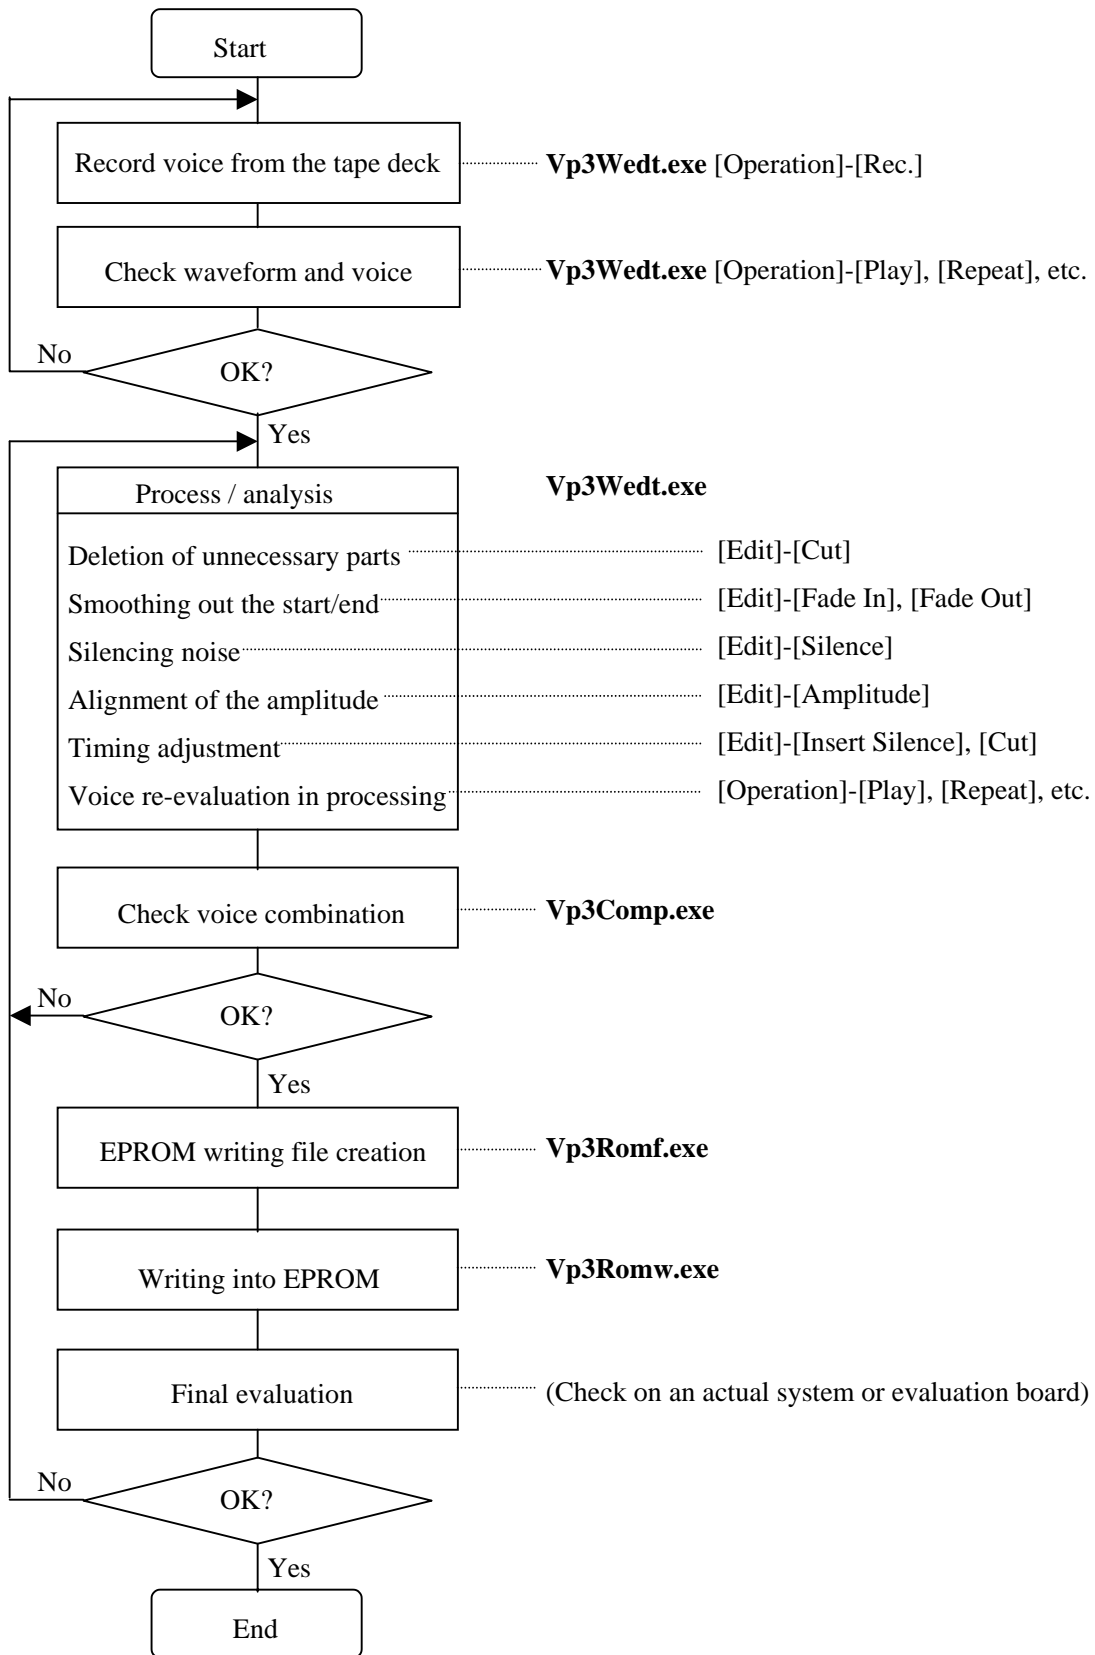 Start
Record voice from the tape deck Vp3Wedt.exe [Operation]-[Rec.]
Check waveform and voice Vp3Wedt.exe [Operation]-[Play], [Repeat], etc.
No
OK?
Yes
Process / analysis Vp3Wedt.exe
Deletion of unnecessary parts [Edit]-[Cut]
Smoothing out the start/end [Edit]-[Fade In], [Fade Out]
Silencing noise [Edit]-[Silence]
Alignment of the amplitude [Edit]-[Amplitude]
Timing adjustment [Edit]-[Insert Silence], [Cut]
Voice re-evaluation in processing [Operation]-[Play], [Repeat], etc.
Check voice combination Vp3Comp.exe
No
OK?
Yes
EPROM writing file creation Vp3Romf.exe
Writing into EPROM Vp3Romw.exe
Final evaluation (Check on an actual system or evaluation board)
No
OK?
Yes
End